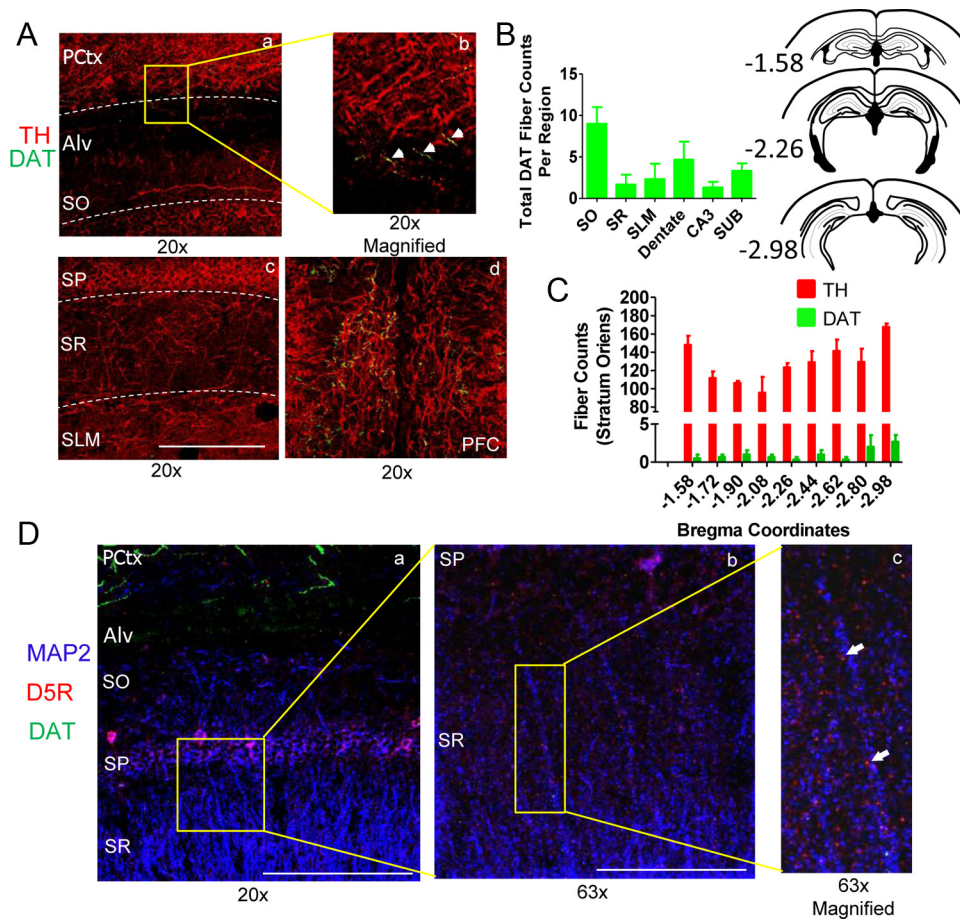 A
TH
DAT
PCtx
Alv
SO
a
20x
b
20x
Magnified
SP
SR
SLM
c
20x
d
PFC
20x
B
Total DAT Fiber Counts
Per Region
15
10
5
0
SO
SR
SLM
Dentate
CA3
SUB
-1.58
-2.26
-2.98
C
TH
DAT
Fiber Counts
(Stratum Oriens)
200
180
160
140
120
100
80
5
0
-1.58
-1.72
-1.90
-2.08
-2.26
-2.44
-2.62
-2.80
-2.98
Bregma Coordinates
D
MAP2
D5R
DAT
PCtx
Alv
SO
SP
SR
a
20x
SP
SR
b
63x
c
63x
Magnified